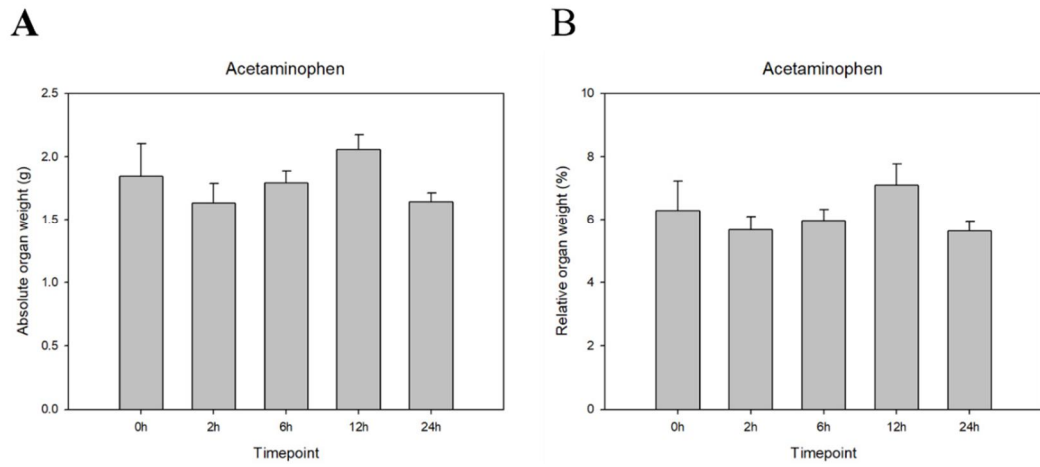 A
Acetaminophen
Absolute organ weight (g)
2.5
2.0
1.5
1.0
0.5
0.0
0h 2h 6h 12h 24h
Timepoint
B
Acetaminophen
Relative organ weight (%)
10
8
6
4
2
0
0h 2h 6h 12h 24h
Timepoint